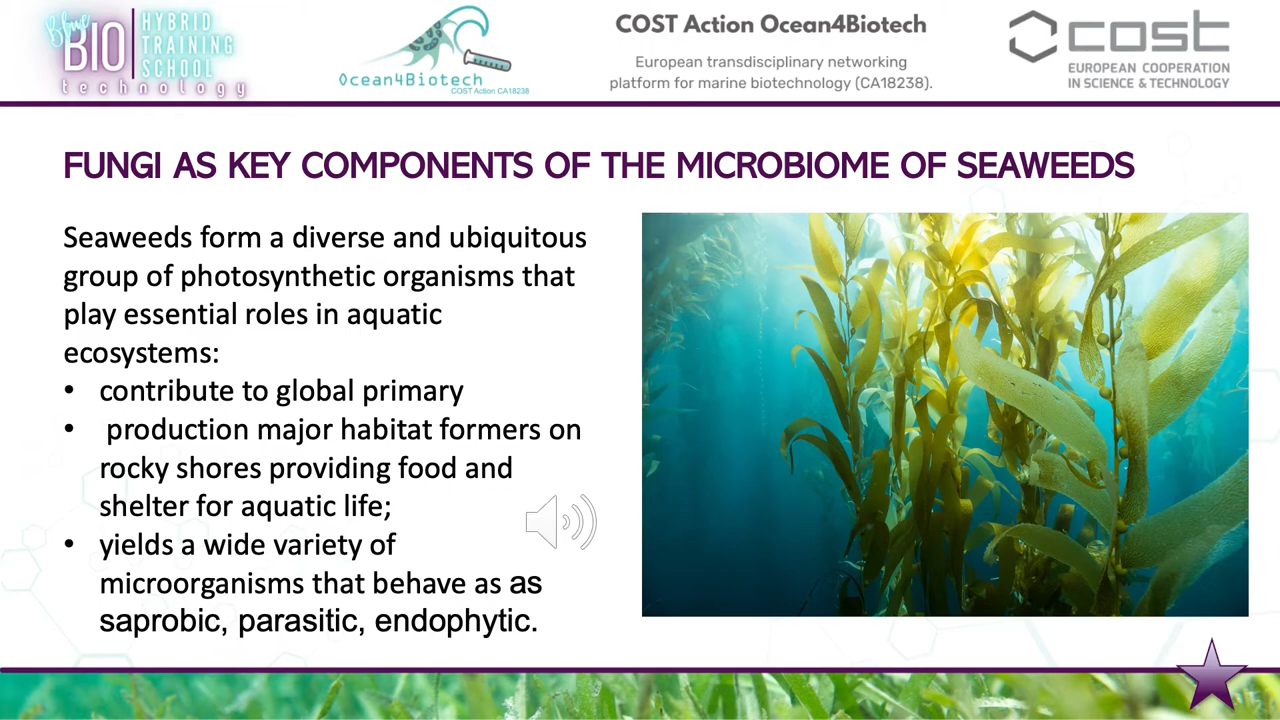 Blue
BIO
HYBRID
TRAINING
SCHOOL
technology
Ocean4Biotech
COST Action CA18238
COST Action Ocean4Biotech
European transdisciplinary networking
platform for marine biotechnology (CA18238).
cost
EUROPEAN COOPERATION
IN SCIENCE & TECHNOLOGY
FUNGI AS KEY COMPONENTS OF THE MICROBIOME OF SEAWEEDS
Seaweeds form a diverse and ubiquitous
group of photosynthetic organisms that
play essential roles in aquatic
ecosystems:
• contribute to global primary
• production major habitat formers on
rocky shores providing food and
shelter for aquatic life;
• yields a wide variety of
microorganisms that behave as as
saprobic, parasitic, endophytic.